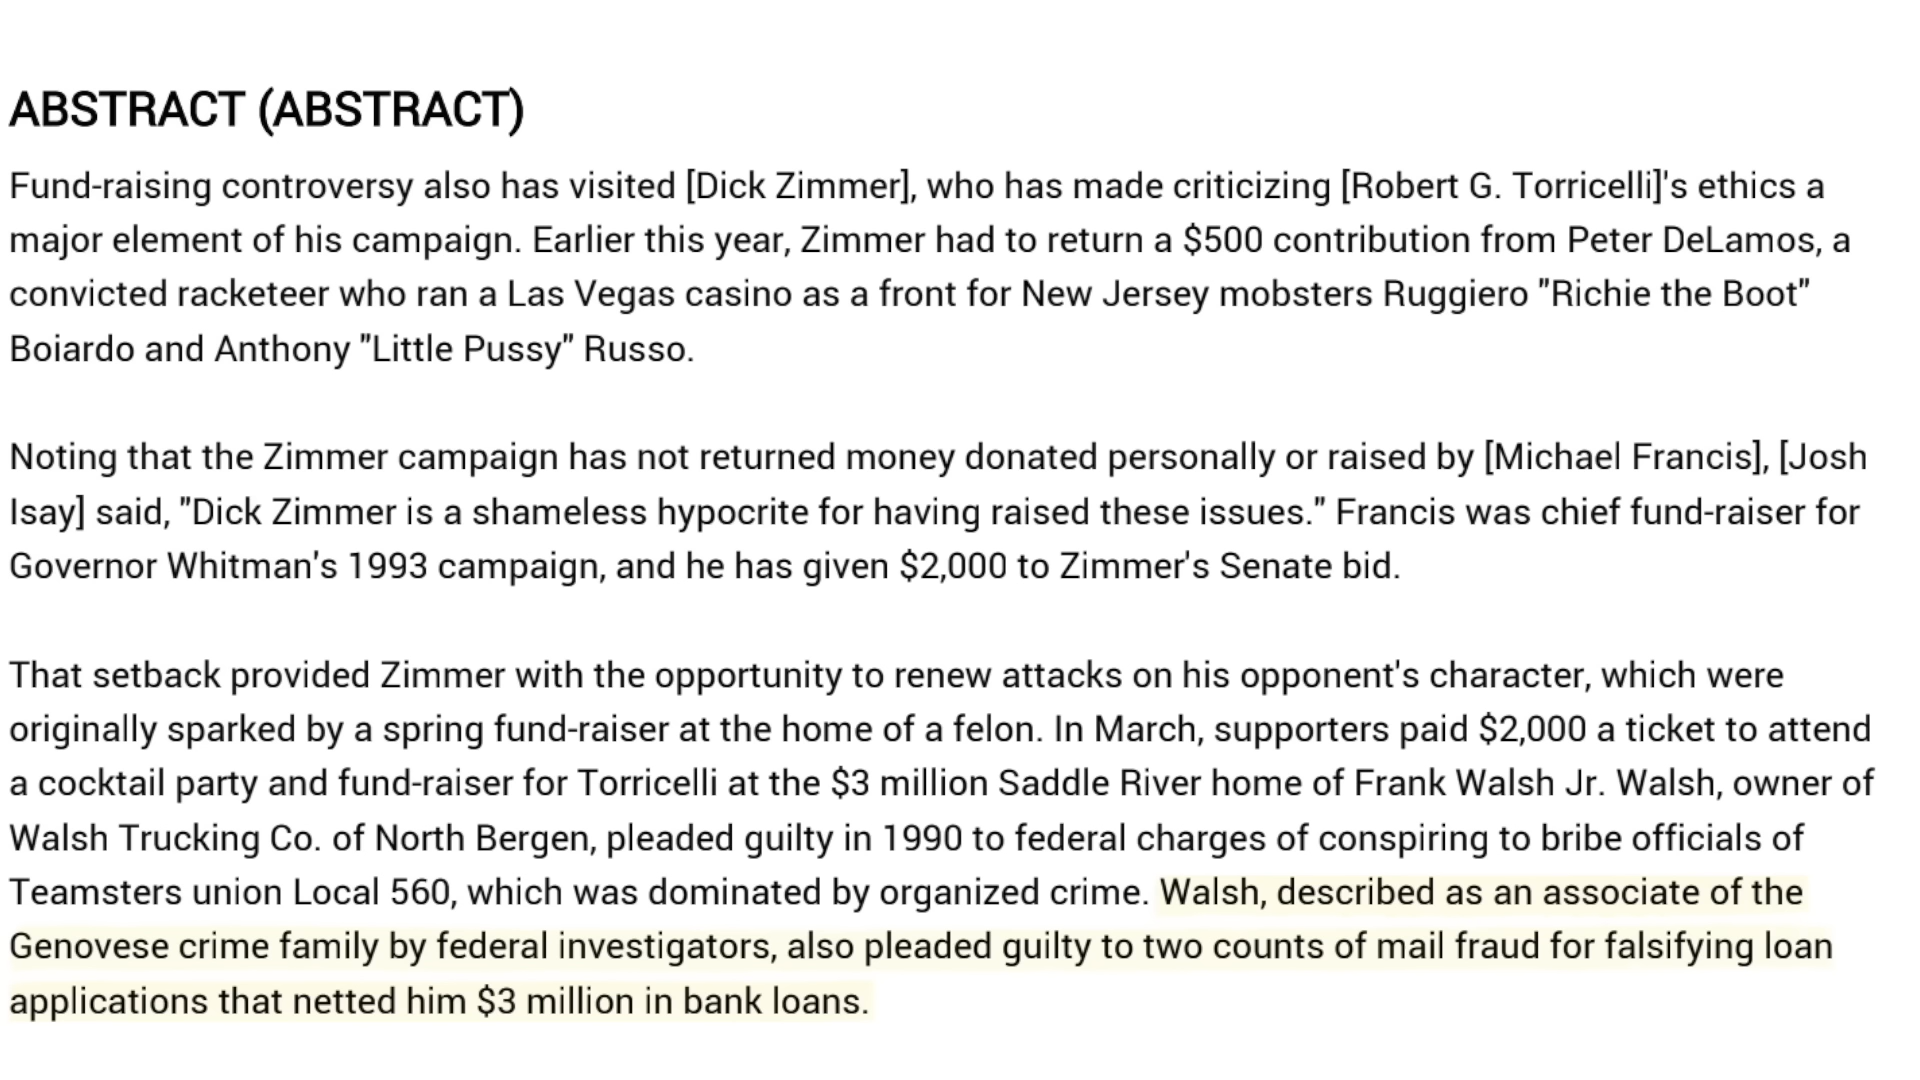 ABSTRACT (ABSTRACT)
Fund-raising controversy also has visited [Dick Zimmer], who has made criticizing [Robert G. Torricelli]'s ethics a
major element of his campaign. Earlier this year, Zimmer had to return a $500 contribution from Peter DeLamos, a
convicted racketeer who ran a Las Vegas casino as a front for New Jersey mobsters Ruggiero "Richie the Boot"
Boiardo and Anthony "Little Pussy" Russo.
Noting that the Zimmer campaign has not returned money donated personally or raised by [Michael Francis], [Josh
Isay] said, "Dick Zimmer is a shameless hypocrite for having raised these issues." Francis was chief fund-raiser for
Governor Whitman's 1993 campaign, and he has given $2,000 to Zimmer's Senate bid.
That setback provided Zimmer with the opportunity to renew attacks on his opponent's character, which were
originally sparked by a spring fund-raiser at the home of a felon. In March, supporters paid $2,000 a ticket to attend
a cocktail party and fund-raiser for Torricelli at the $3 million Saddle River home of Frank Walsh Jr. Walsh, owner of
Walsh Trucking Co. of North Bergen, pleaded guilty in 1990 to federal charges of conspiring to bribe officials of
Teamsters union Local 560, which was dominated by organized crime. Walsh, described as an associate of the
Genovese crime family by federal investigators, also pleaded guilty to two counts of mail fraud for falsifying loan
applications that netted him $3 million in bank loans.